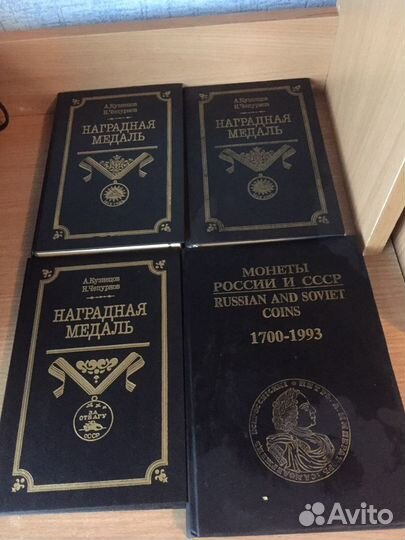 А.Кузнецов
Н.Чепурнов
НАГРАДНАЯ
МЕДАЛЬ
А.Кузнецов
Н.Чепурнов
НАГРАДНАЯ
МЕДАЛЬ
А.Кузнецов
Н.Чепурнов
НАГРАДНАЯ
МЕДАЛЬ
ЗА
ОТВАГУ
СССР
МОНЕТЫ
РОССИИ И СССР
RUSSIAN AND SOVIET
COINS
1700-1993
Avito